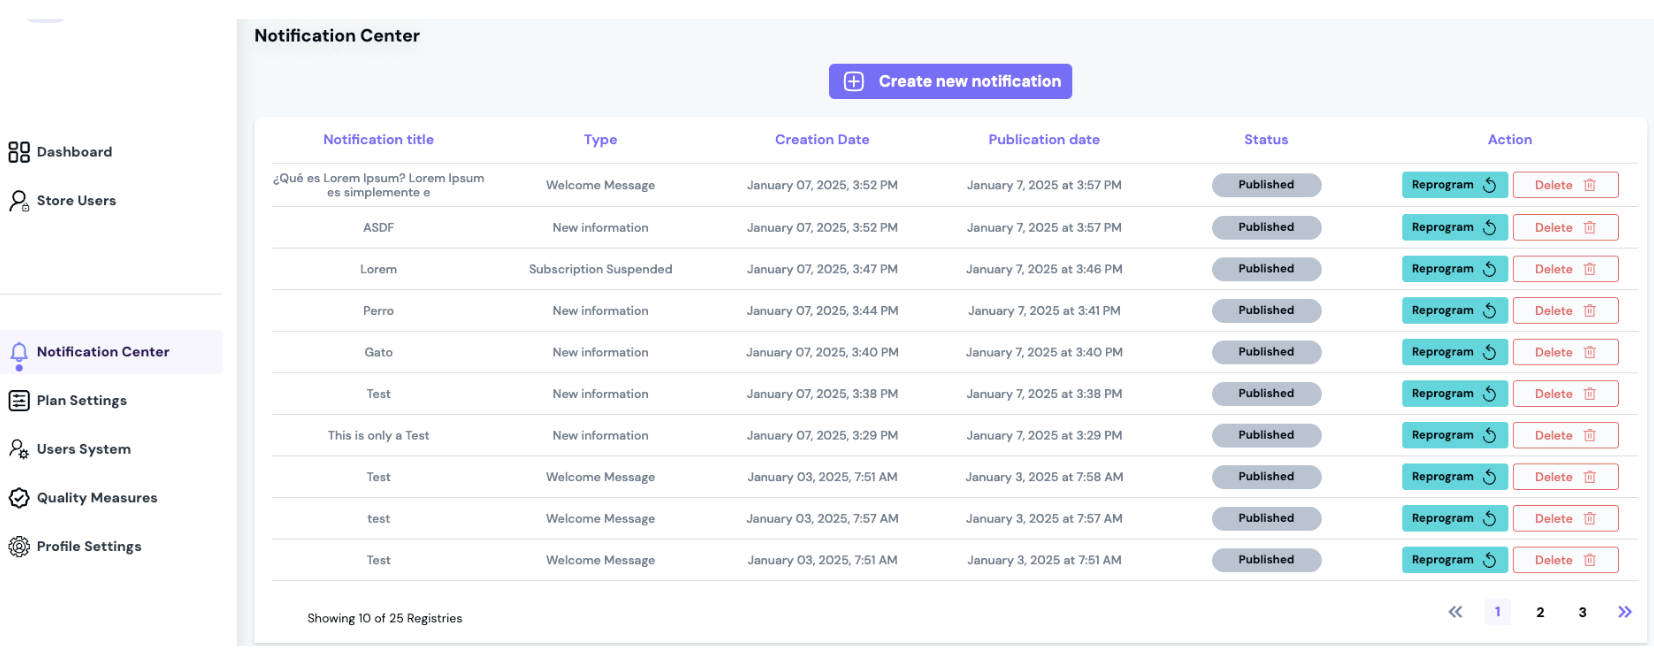 Notification Center
Create new notification
Dashboard
Store Users
Notification Center
Plan Settings
Users System
Quality Measures
Profile Settings
Notification title Type Creation Date Publication date Status Action
¿Qué es Lorem Ipsum? Lorem Ipsum
es simplemente e Welcome Message January 07, 2025, 3:52 PM January 7, 2025 at 3:57 PM Published Reprogram Delete
ASDF New information January 07, 2025, 3:52 PM January 7, 2025 at 3:57 PM Published Reprogram Delete
Lorem Subscription Suspended January 07, 2025, 3:47 PM January 7, 2025 at 3:46 PM Published Reprogram Delete
Perro New information January 07, 2025, 3:44 PM January 7, 2025 at 3:41 PM Published Reprogram Delete
Gato New information January 07, 2025, 3:40 PM January 7, 2025 at 3:40 PM Published Reprogram Delete
Test New information January 07, 2025, 3:38 PM January 7, 2025 at 3:38 PM Published Reprogram Delete
This is only a Test New information January 07, 2025, 3:29 PM January 7, 2025 at 3:29 PM Published Reprogram Delete
Test Welcome Message January 03, 2025, 7:51 AM January 3, 2025 at 7:58 AM Published Reprogram Delete
test Welcome Message January 03, 2025, 7:57 AM January 3, 2025 at 7:57 AM Published Reprogram Delete
Test Welcome Message January 03, 2025, 7:51 AM January 3, 2025 at 7:51 AM Published Reprogram Delete
Showing 10 of 25 Registries
« 1 2 3 »